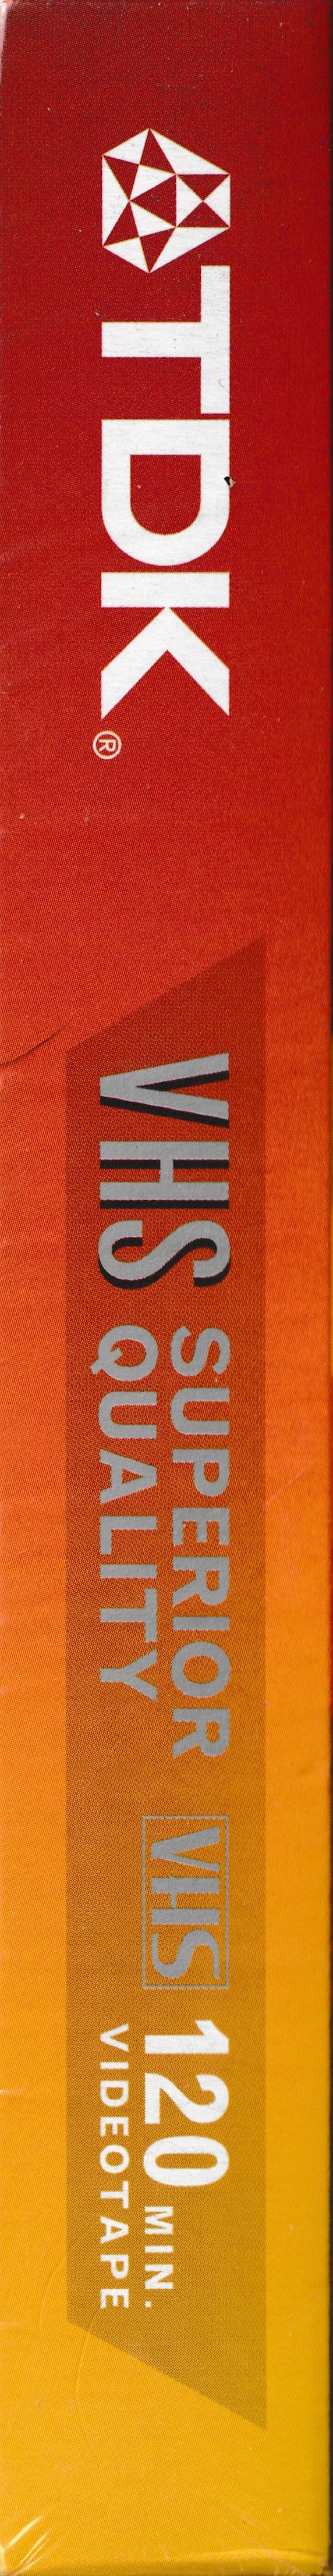 TDK®
VHS
SUPERIOR
QUALITY
VHS
120 MIN.
VIDEOTAPE